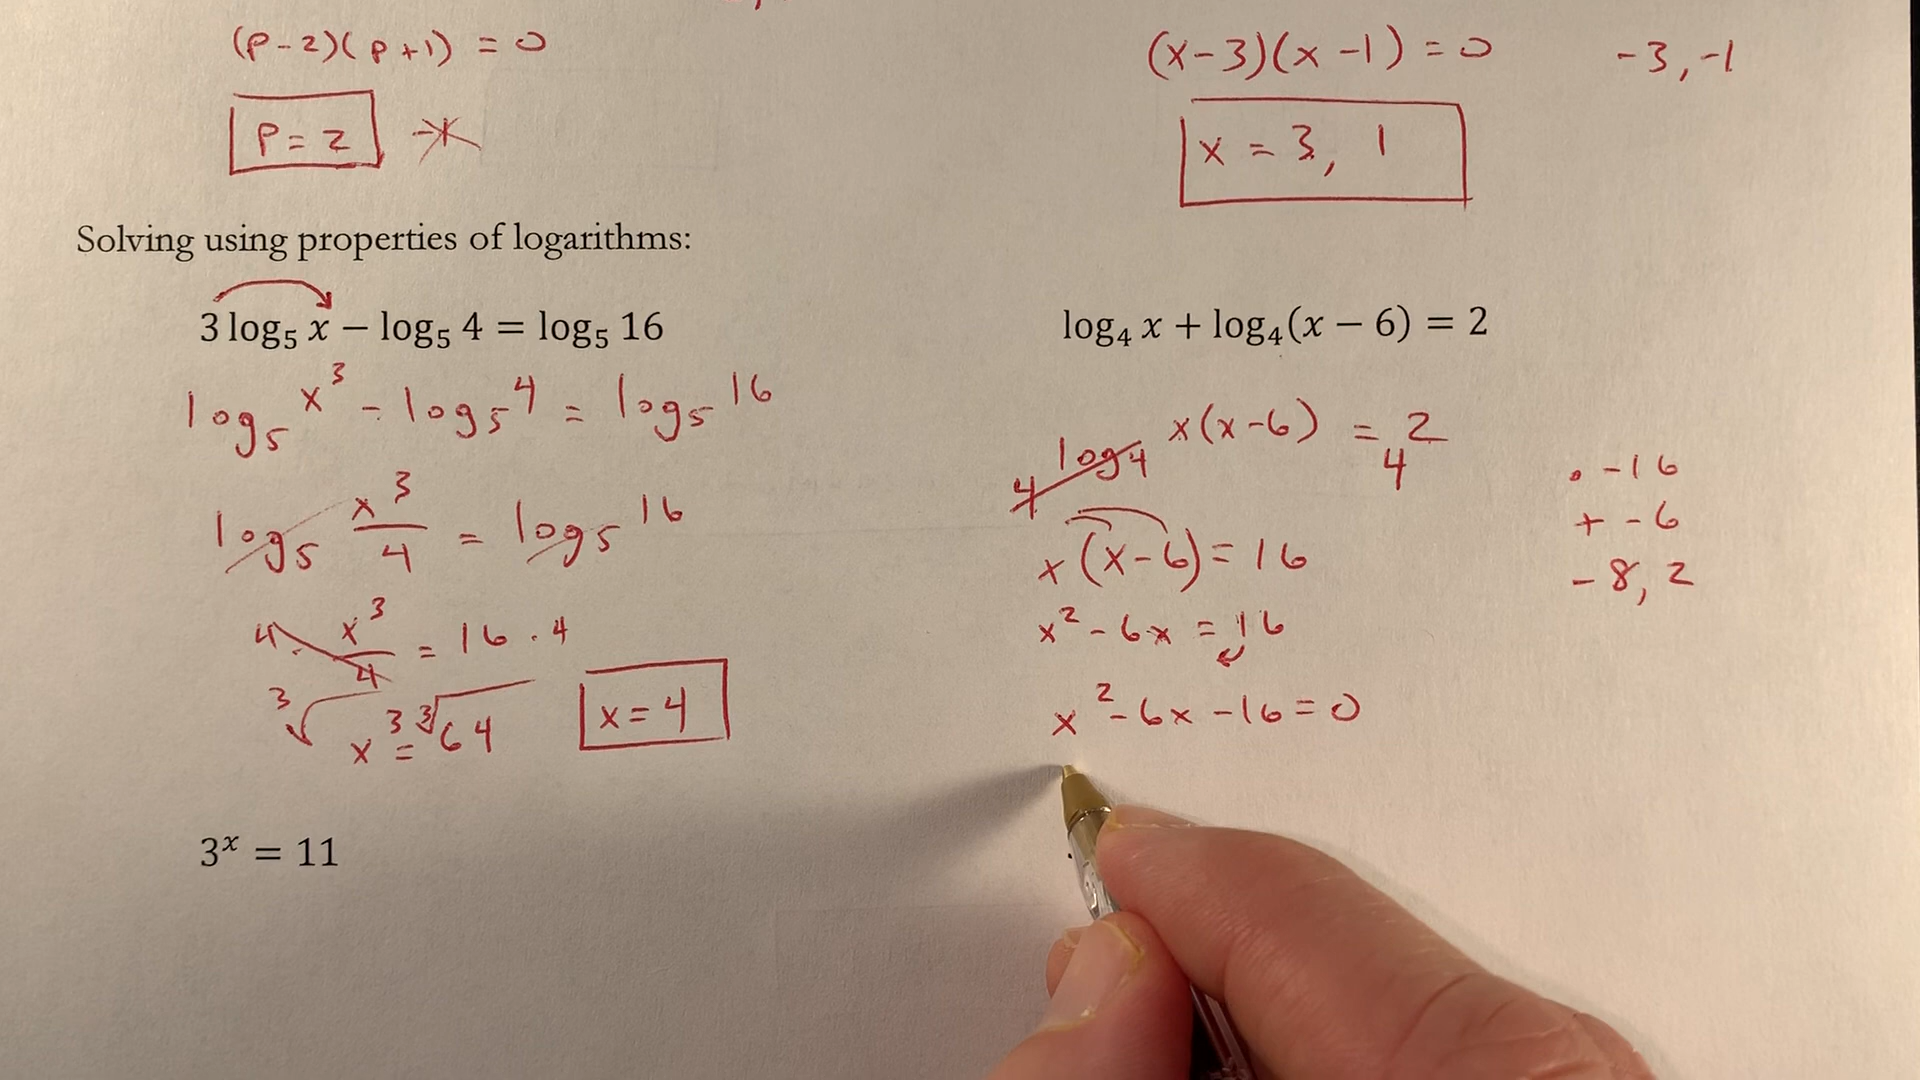 (p-2)(p+1) = 0
p = 2
(x-3)(x-1) = 0 -3, -1
x = 3, 1
Solving using properties of logarithms:
3 log₅ x − log₅ 4 = log₅ 16
log₅ x³ - log₅ 4 = log₅ 16
log₅ x³/4 = log₅ 16
4 · x³/4 = 16 · 4
³√x³ = ³√64
x = 4
3ˣ = 11
log₄ x + log₄(x − 6) = 2
4^log₄ x(x-6) = 4²
x(x-6) = 16
x² - 6x = 16
x² - 6x - 16 = 0
· -16
+ -6
-8, 2